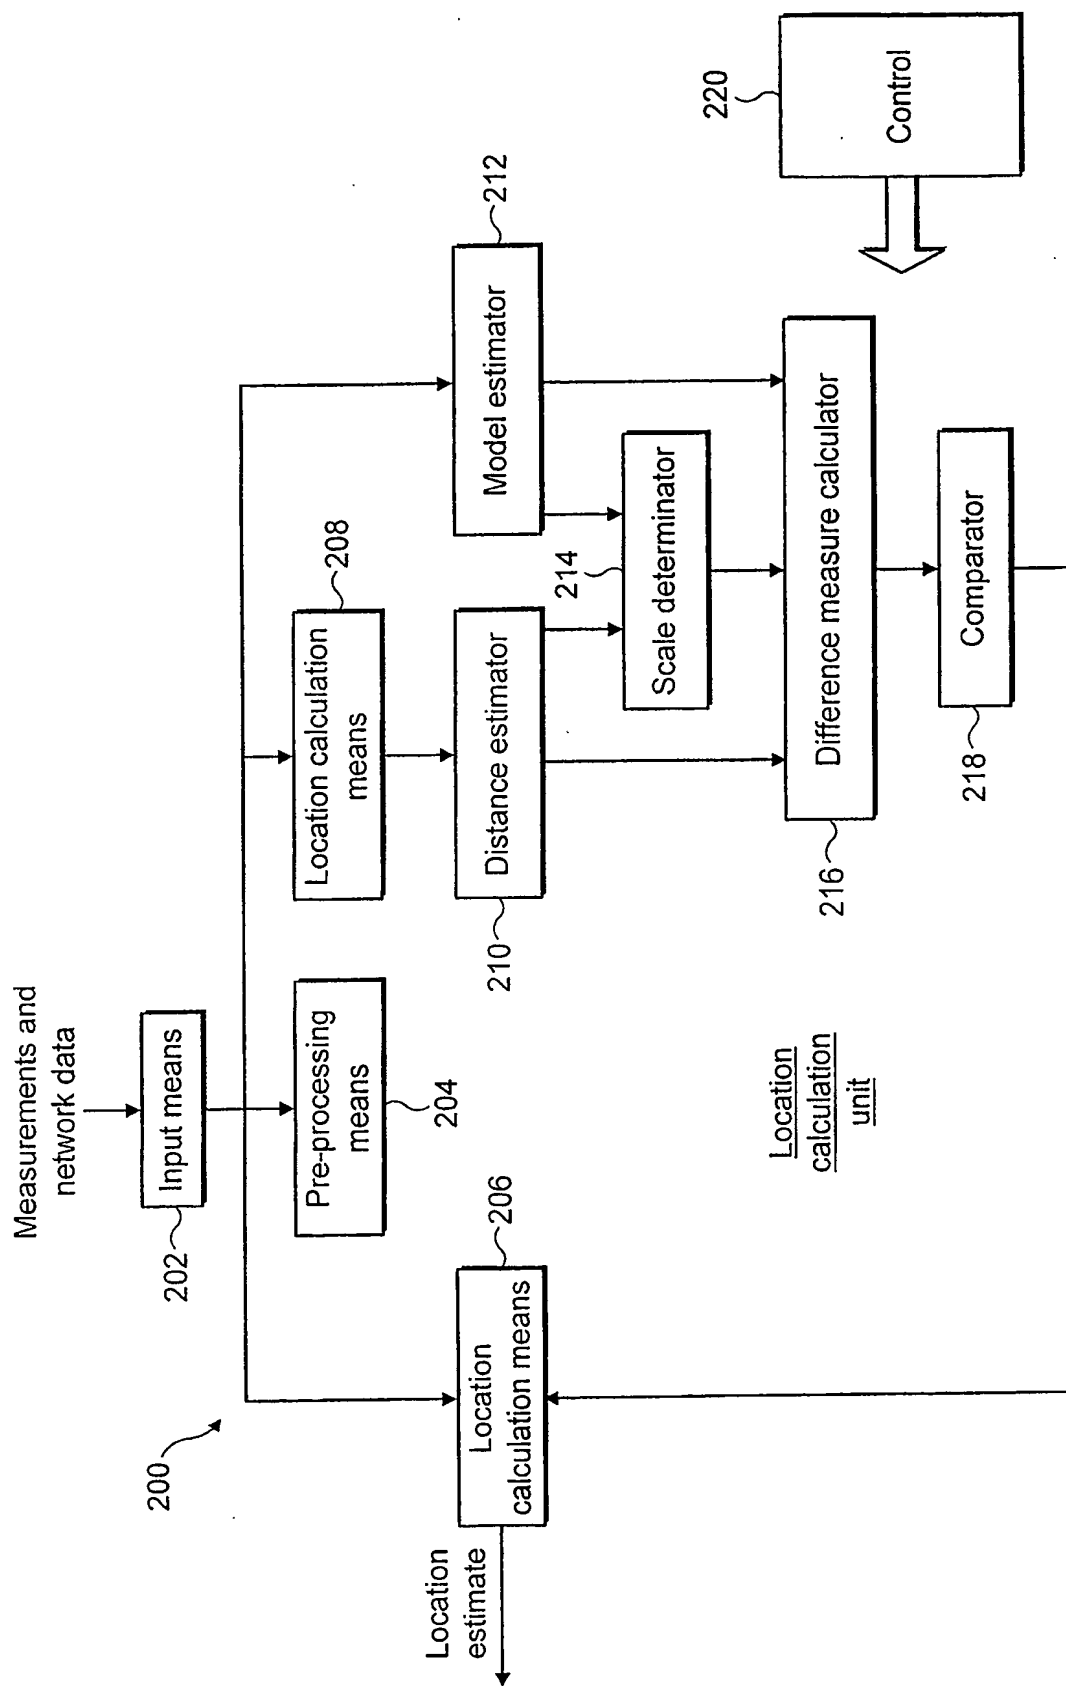 Measurements and
network data
Input means
202
200
Pre-processing
means
204
Location calculation
means
208
Location
calculation means
206
Location
estimate
Distance estimator
210
Model estimator
212
Scale determinator
214
Difference measure calculator
216
Comparator
218
Control
220
Location
calculation
unit